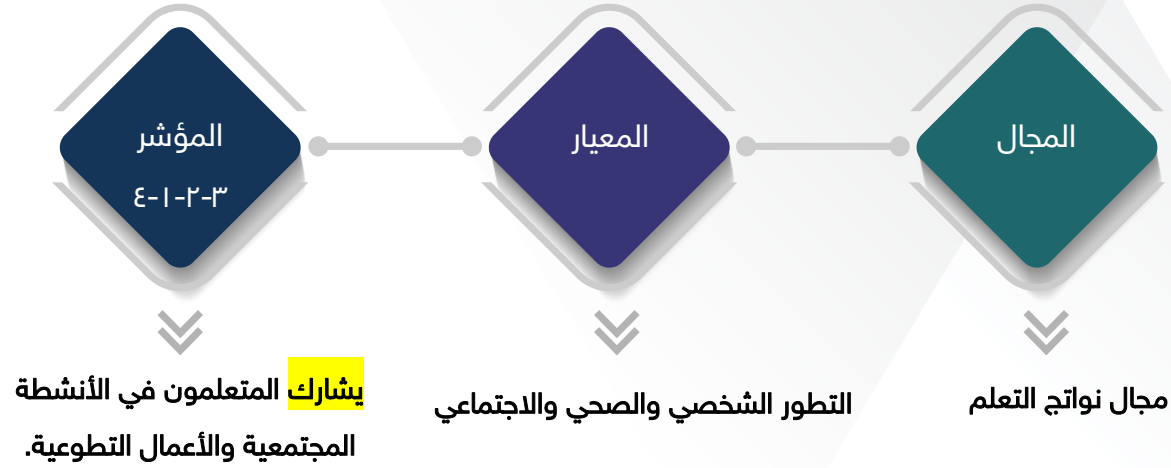 المجال
المعيار
المؤشر
٣-٢-١-٤
مجال نواتج التعلم
التطور الشخصي والصحي والاجتماعي
يشارك المتعلمون في الأنشطة
المجتمعية والأعمال التطوعية.